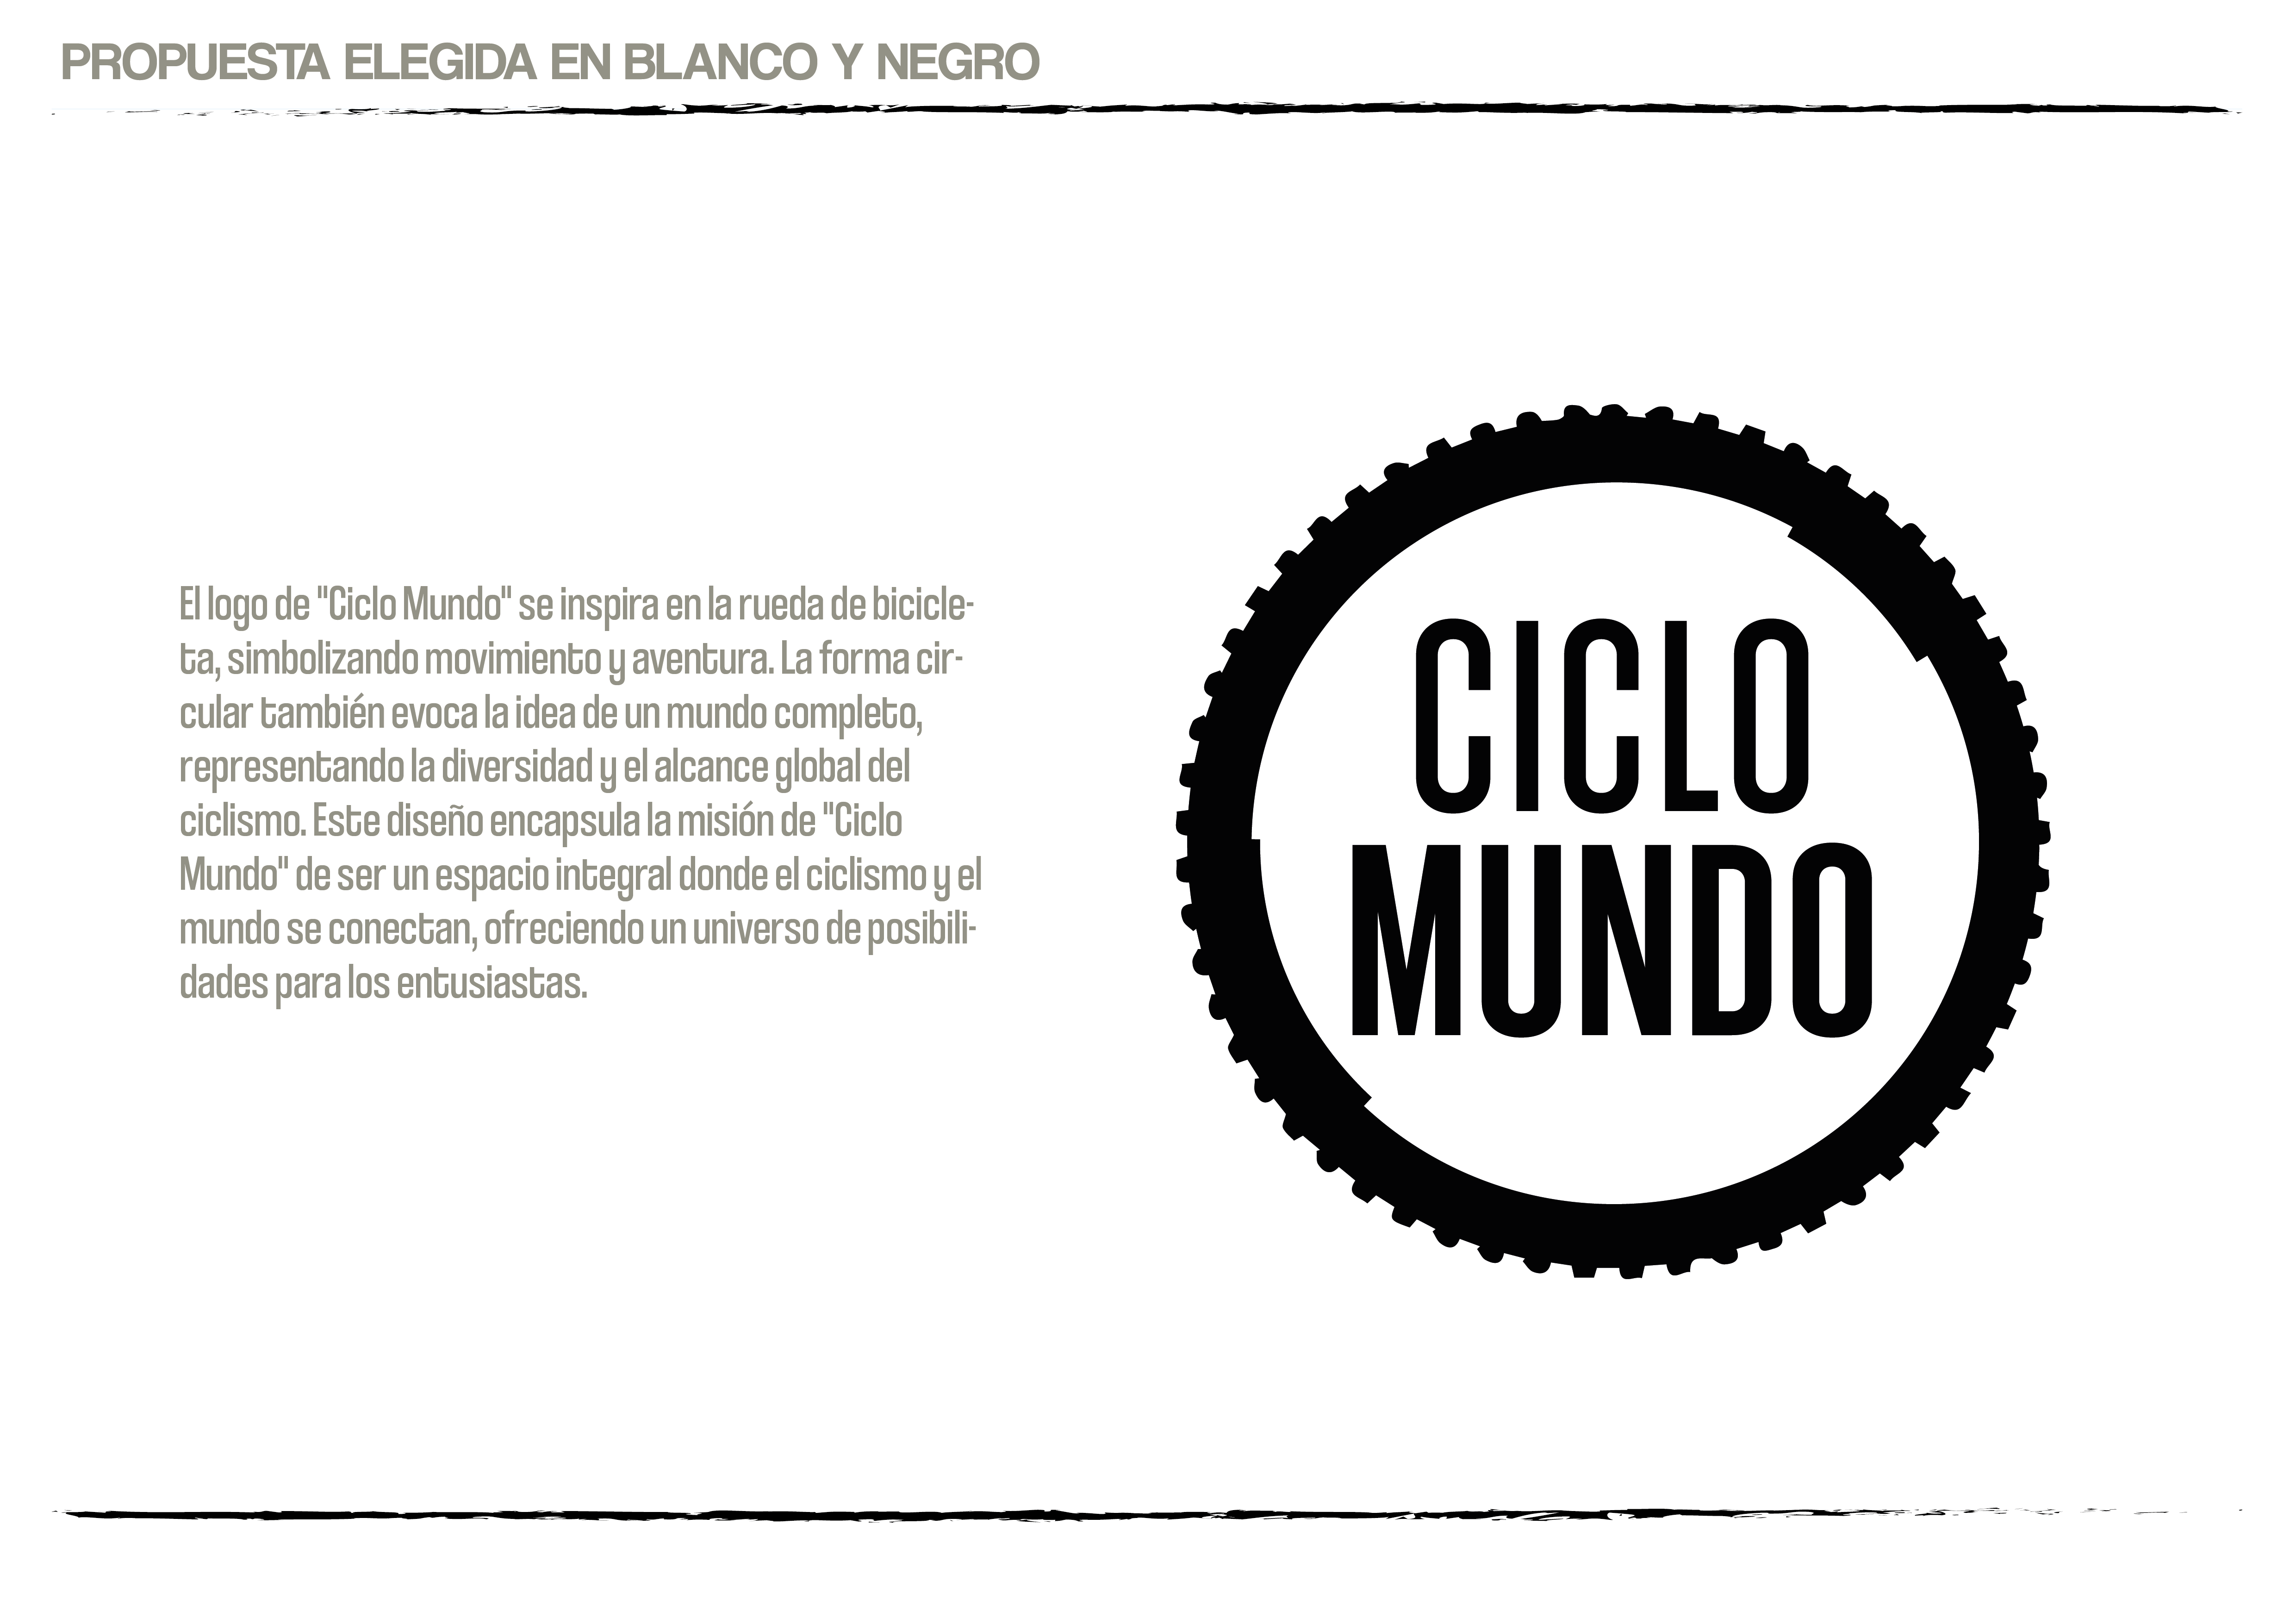 PROPUESTA ELEGIDA EN BLANCO Y NEGRO
El logo de "Ciclo Mundo" se inspira en la rueda de bicicle-
ta, simbolizando movimiento y aventura. La forma cir-
cular también evoca la idea de un mundo completo,
representando la diversidad y el alcance global del
ciclismo. Este diseño encapsula la misión de "Ciclo
Mundo" de ser un espacio integral donde el ciclismo y el
mundo se conectan, ofreciendo un universo de posibili-
dades para los entusiastas.
CICLO
MUNDO